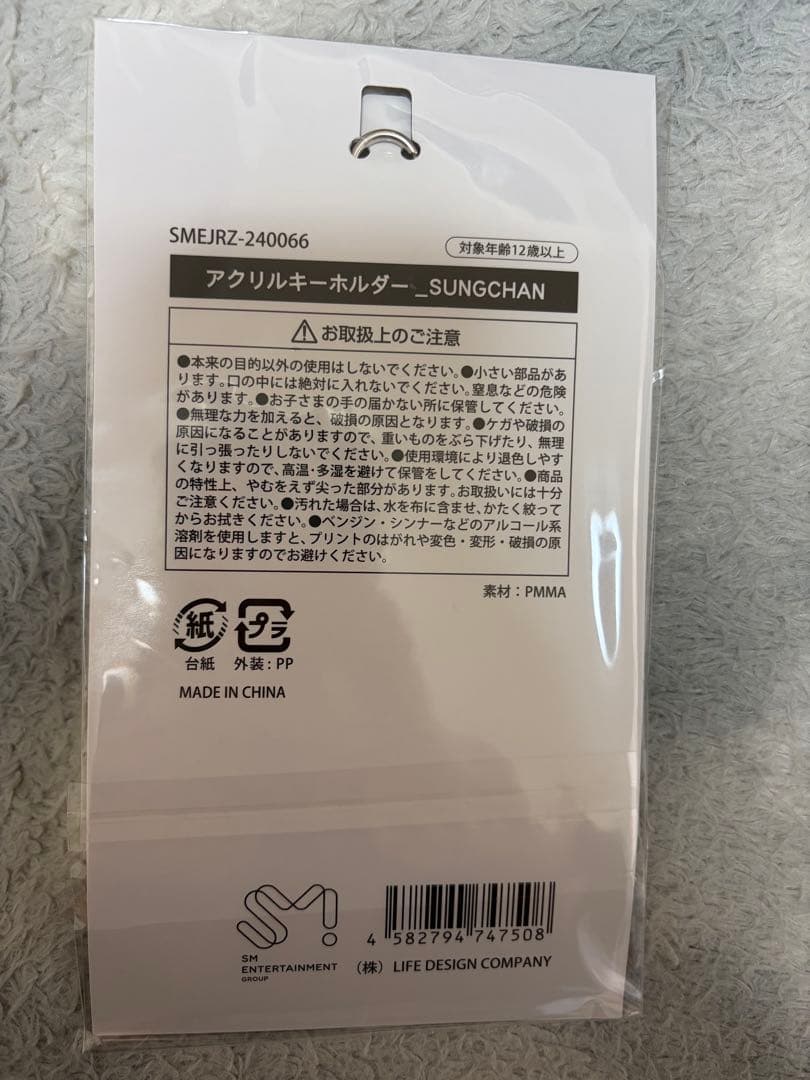 SMEJRZ-240066
対象年齢12歳以上
アクリルキーホルダー_SUNGCHAN
お取扱上のご注意
●本来の目的以外の使用はしないでください。●小さい部品があ
ります。口の中には絶対に入れないでください。窒息などの危険
があります。●お子さまの手の届かない所に保管してください。
●無理な力を加えると、破損の原因となります。●ケガや破損の
原因になることがありますので、重いものをぶら下げたり、無理
に引っ張ったりしないでください。●使用環境により退色しやす
くなりますので、高温・多湿を避けて保管をしてください。●商品
の特性上、やむをえず尖った部分があります。お取扱いには十分
ご注意ください。●汚れた場合は、水を布に含ませ、かたく絞って
からお拭きください。●ベンジン・シンナーなどのアルコール系
溶剤を使用しますと、プリントのはがれや変色・変形・破損の原
因になりますのでお避けください。
素材：PMMA
紙 プラ
台紙 外装：PP
MADE IN CHINA
SM
SM
ENTERTAINMENT
GROUP
4 582794 747508
（株） LIFE DESIGN COMPANY